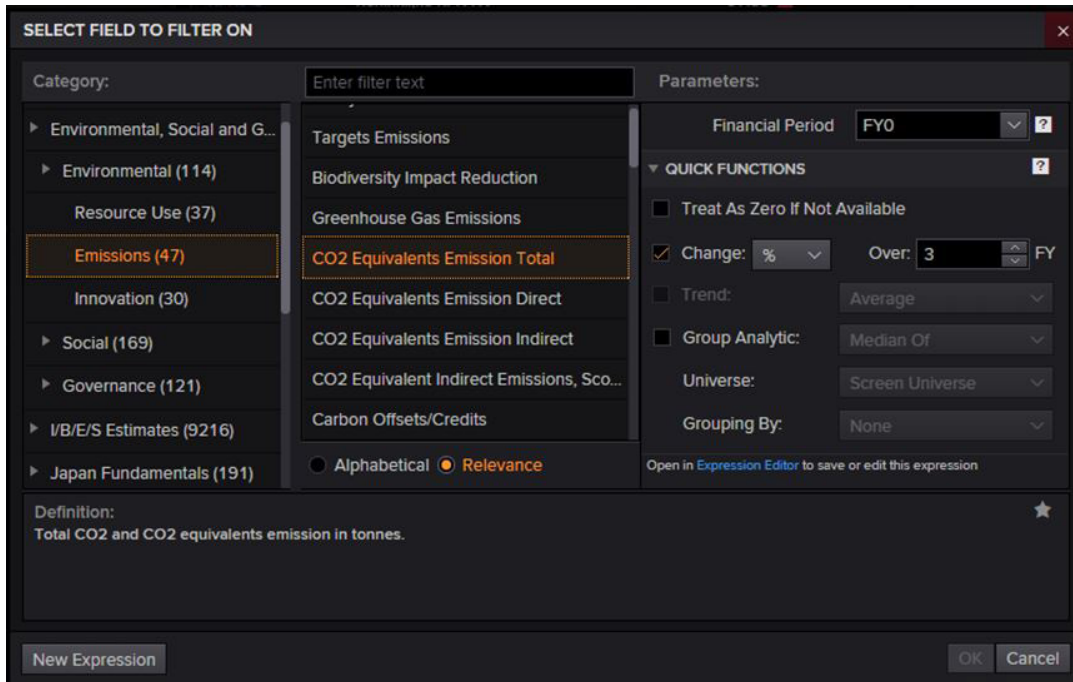 SELECT FIELD TO FILTER ON
Category:
Environmental, Social and G...
Environmental (114)
Resource Use (37)
Emissions (47)
Innovation (30)
Social (169)
Governance (121)
I/B/E/S Estimates (9216)
Japan Fundamentals (191)
Enter filter text
Targets Emissions
Biodiversity Impact Reduction
Greenhouse Gas Emissions
CO2 Equivalents Emission Total
CO2 Equivalents Emission Direct
CO2 Equivalents Emission Indirect
CO2 Equivalent Indirect Emissions, Sco...
Carbon Offsets/Credits
Alphabetical Relevance
Parameters:
Financial Period FY0 ?
QUICK FUNCTIONS ?
Treat As Zero If Not Available
Change: % Over: 3 FY
Trend: Average
Group Analytic: Median Of
Universe: Screen Universe
Grouping By: None
Open in Expression Editor to save or edit this expression
Definition:
Total CO2 and CO2 equivalents emission in tonnes.
New Expression OK Cancel